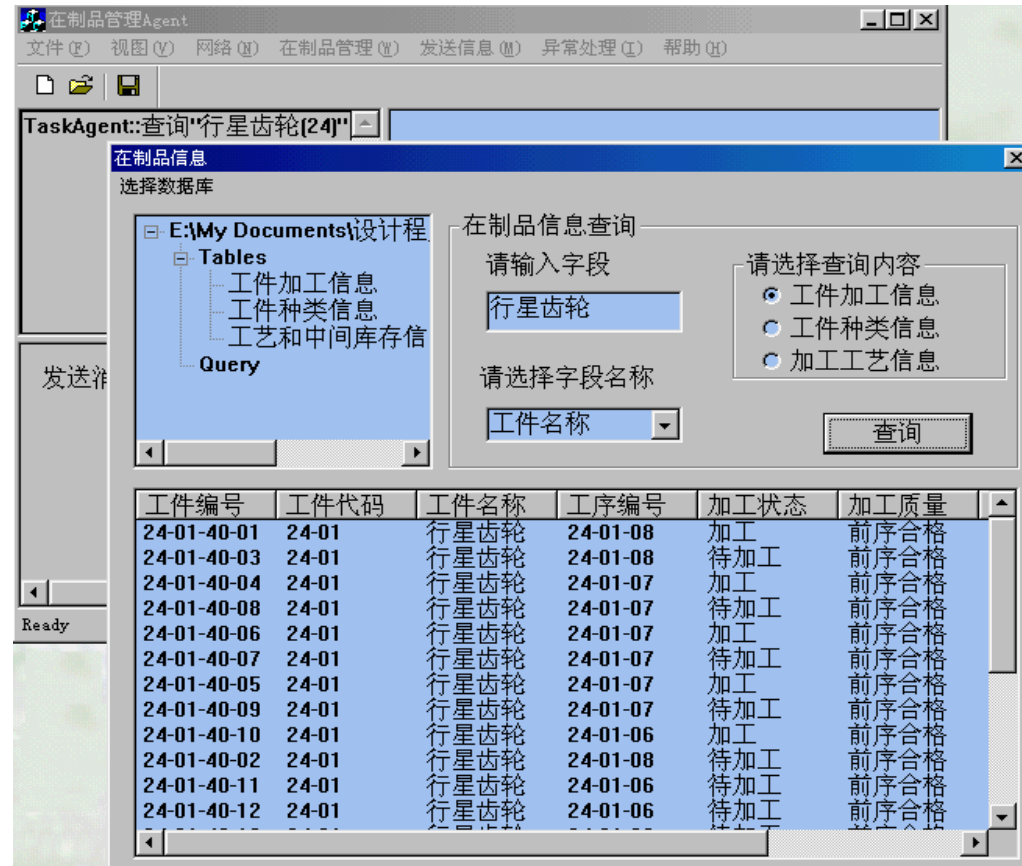 在制品管理Agent
文件(F) 视图(V) 网络(N) 在制品管理(W) 发送信息(M) 异常处理(I) 帮助(H)
TaskAgent::查询"行星齿轮(24)"
在制品信息
选择数据库
E:\My Documents\设计程
Tables
工件加工信息
工件种类信息
工艺和中间库存信
Query
在制品信息查询
请输入字段
行星齿轮
请选择字段名称
工件名称
请选择查询内容
工件加工信息
工件种类信息
加工工艺信息
查询
发送消
工件编号 工件代码 工件名称 工序编号 加工状态 加工质量
24-01-40-01 24-01 行星齿轮 24-01-08 加工 前序合格
24-01-40-03 24-01 行星齿轮 24-01-08 待加工 前序合格
24-01-40-04 24-01 行星齿轮 24-01-07 加工 前序合格
24-01-40-08 24-01 行星齿轮 24-01-07 待加工 前序合格
24-01-40-06 24-01 行星齿轮 24-01-07 加工 前序合格
24-01-40-07 24-01 行星齿轮 24-01-07 待加工 前序合格
24-01-40-05 24-01 行星齿轮 24-01-07 加工 前序合格
24-01-40-09 24-01 行星齿轮 24-01-07 待加工 前序合格
24-01-40-10 24-01 行星齿轮 24-01-06 加工 前序合格
24-01-40-02 24-01 行星齿轮 24-01-08 待加工 前序合格
24-01-40-11 24-01 行星齿轮 24-01-06 待加工 前序合格
24-01-40-12 24-01 行星齿轮 24-01-06 待加工 前序合格
Ready